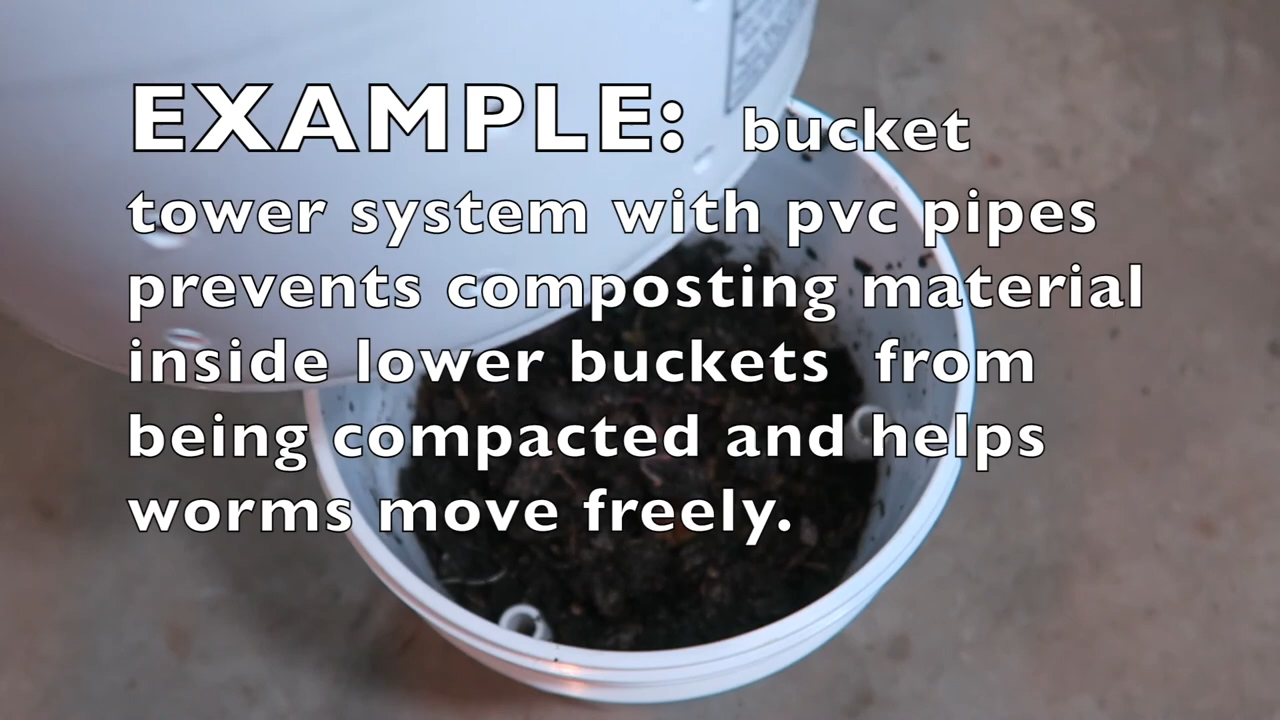 EXAMPLE: bucket
tower system with pvc pipes
prevents composting material
inside lower buckets from
being compacted and helps
worms move freely.